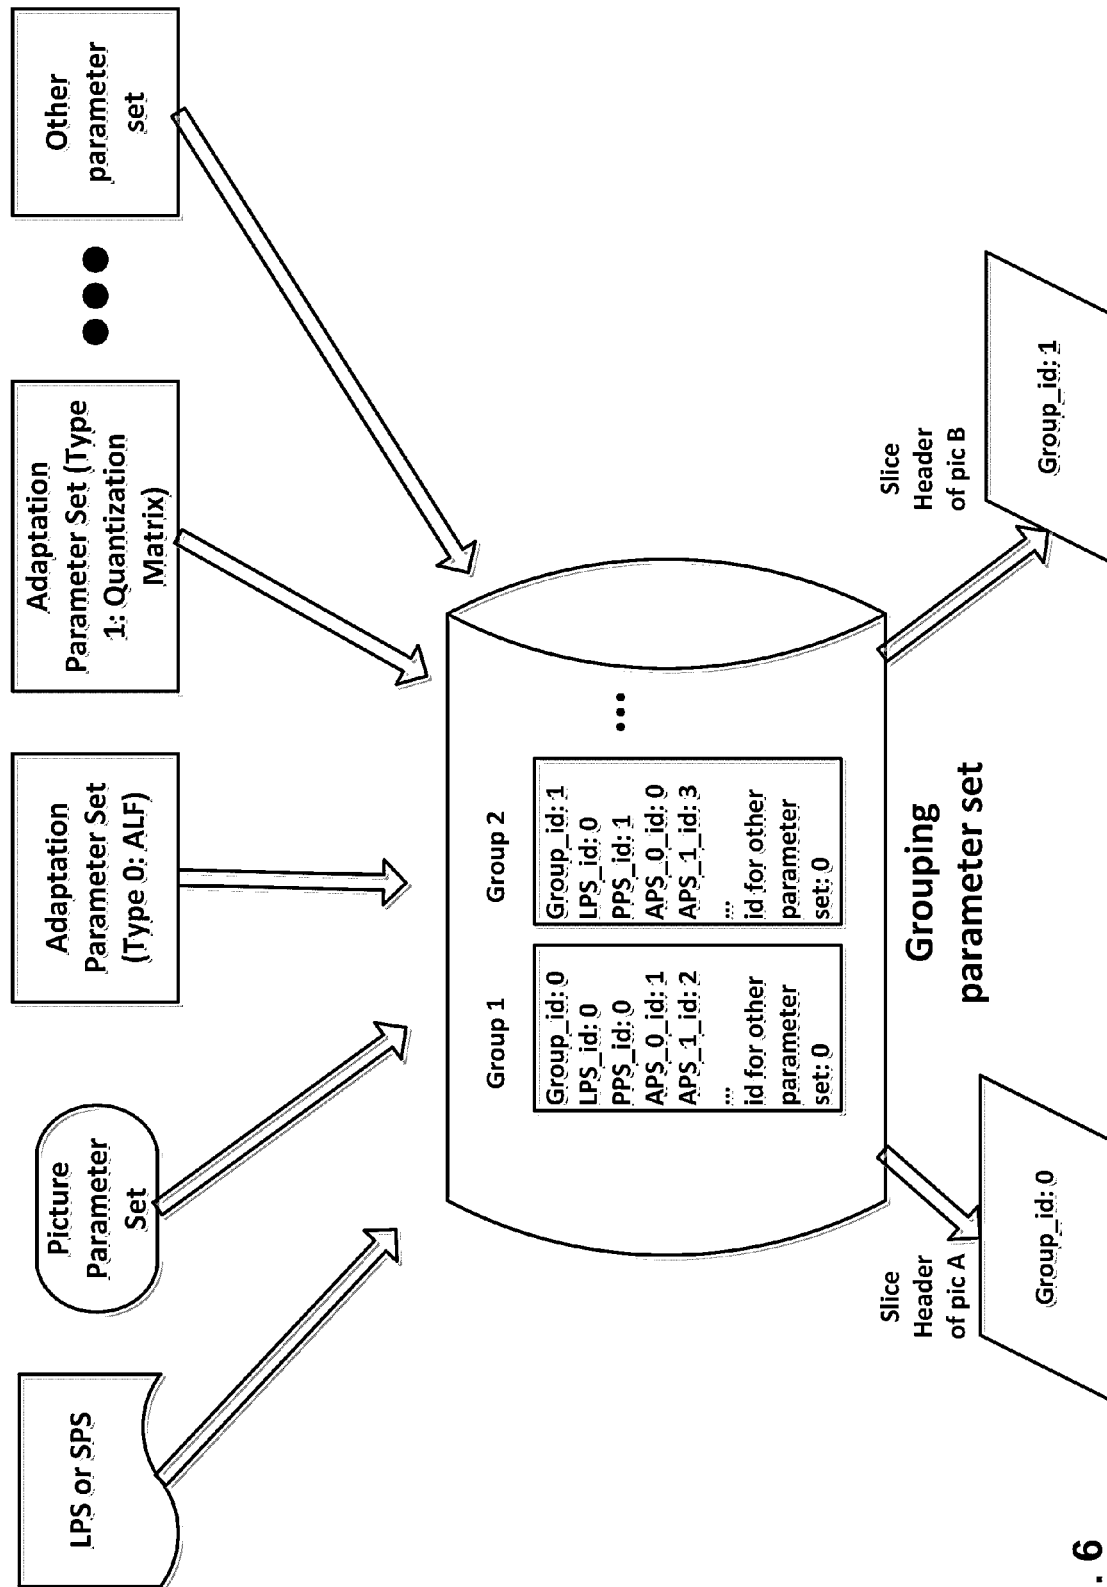 LPS or SPS
Picture
Parameter
Set
Adaptation
Parameter Set
(Type 0: ALF)
Adaptation
Parameter Set (Type
1: Quantization
Matrix)
Other
parameter
set
Group 1
Group_id: 0
LPS_id: 0
PPS_id: 0
APS_0_id: 1
APS_1_id: 2
...
id for other
parameter
set: 0
Group 2
Group_id: 1
LPS_id: 0
PPS_id: 1
APS_0_id: 0
APS_1_id: 3
...
id for other
parameter
set: 0
...
Grouping
parameter set
Slice
Header
of pic A
Group_id: 0
Slice
Header
of pic B
Group_id: 1
. 6